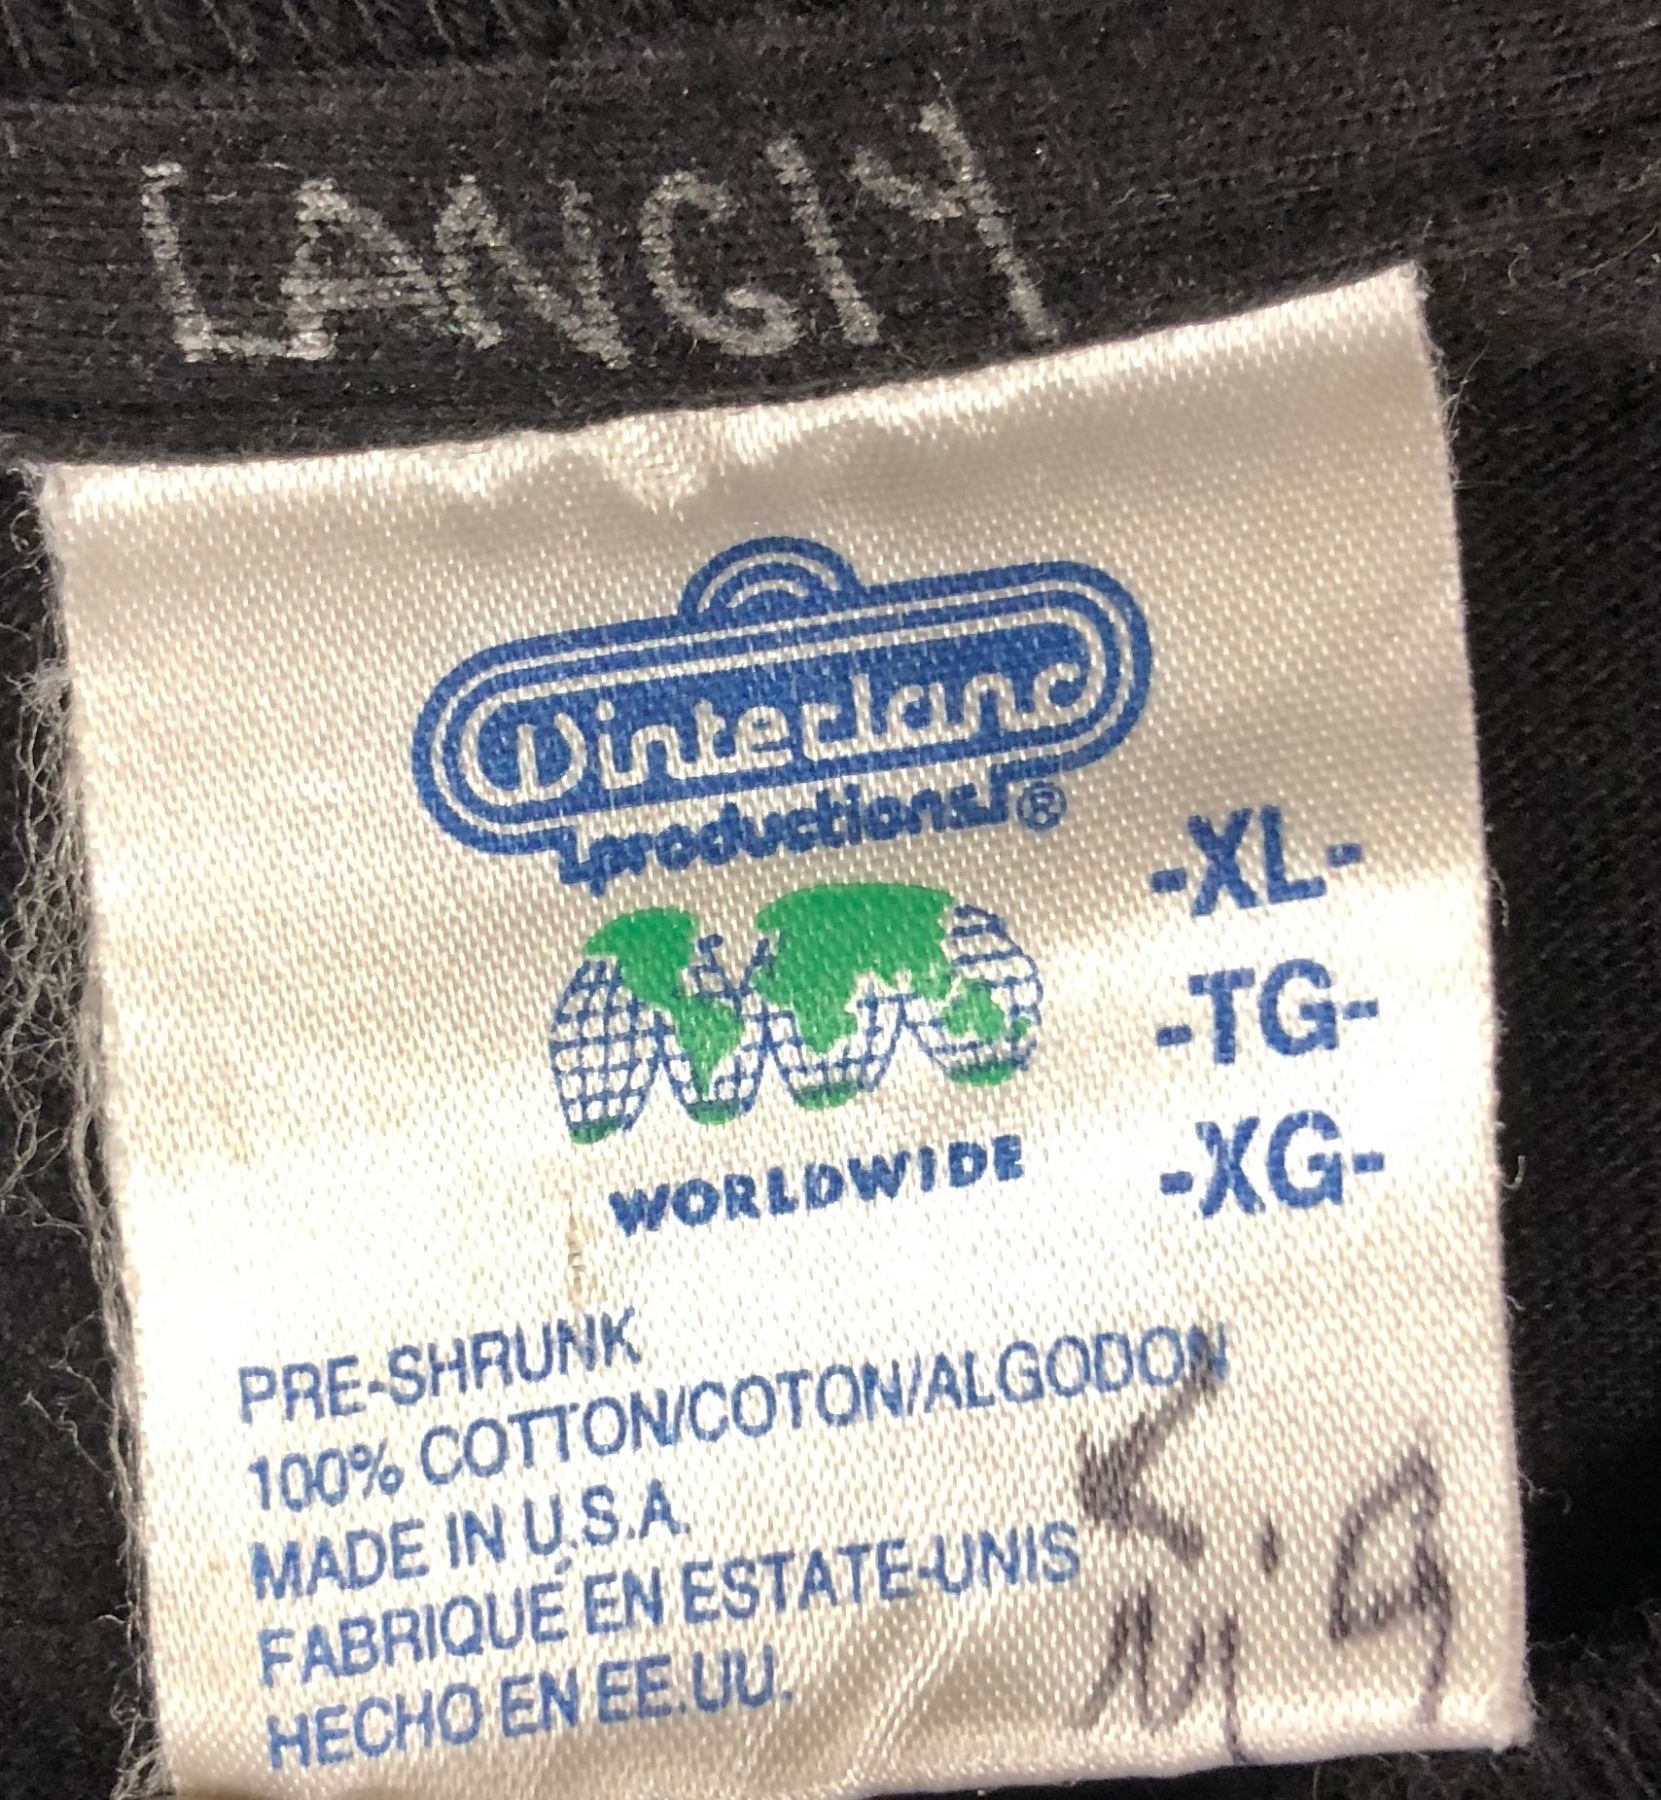 LANGIY
Winterland
productions®
-XL-
-TG-
-XG-
WORLDWIDE
PRE-SHRUNK
100% COTTON/COTON/ALGODON
MADE IN U.S.A.
FABRIQUÉ EN ESTATE-UNIS
HECHO EN EE.UU.